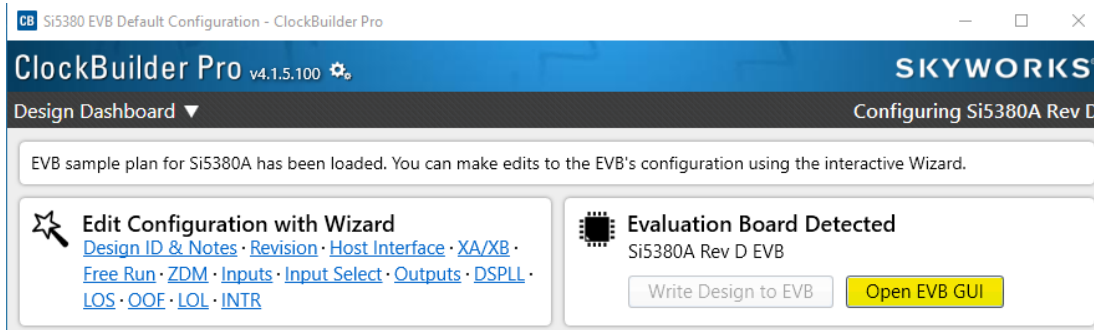 CB Si5380 EVB Default Configuration - ClockBuilder Pro
ClockBuilder Pro v4.1.5.100
SKYWORKS
Design Dashboard ▼
Configuring Si5380A Rev D
EVB sample plan for Si5380A has been loaded. You can make edits to the EVB's configuration using the interactive Wizard.
Edit Configuration with Wizard
Design ID & Notes · Revision · Host Interface · XA/XB ·
Free Run · ZDM · Inputs · Input Select · Outputs · DSPLL ·
LOS · OOF · LOL · INTR
Evaluation Board Detected
Si5380A Rev D EVB
Write Design to EVB
Open EVB GUI